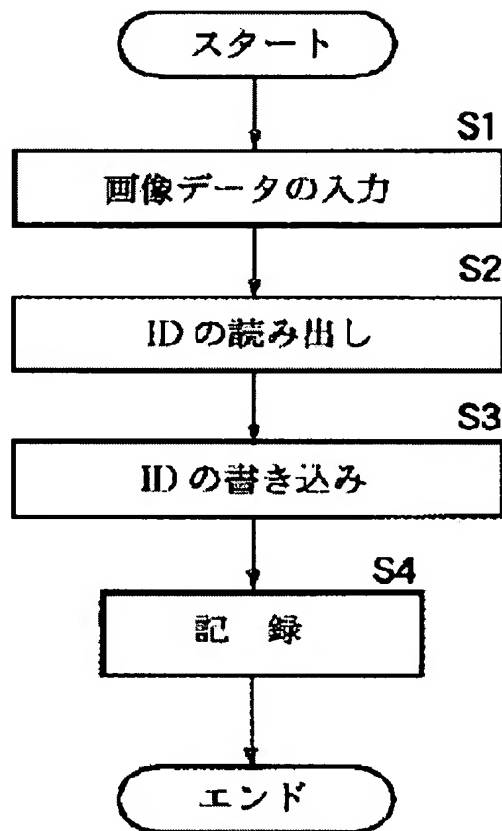 スタート
S1
画像データの入力
S2
IDの読み出し
S3
IDの書き込み
S4
記　録
エンド